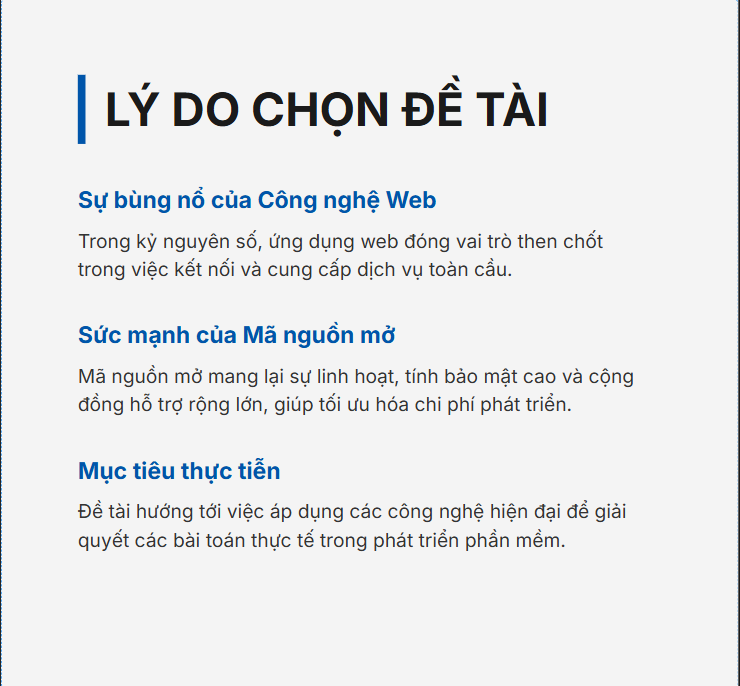 LÝ DO CHỌN ĐỀ TÀI
Sự bùng nổ của Công nghệ Web
Trong kỷ nguyên số, ứng dụng web đóng vai trò then chốt
trong việc kết nối và cung cấp dịch vụ toàn cầu.
Sức mạnh của Mã nguồn mở
Mã nguồn mở mang lại sự linh hoạt, tính bảo mật cao và cộng
đồng hỗ trợ rộng lớn, giúp tối ưu hóa chi phí phát triển.
Mục tiêu thực tiễn
Đề tài hướng tới việc áp dụng các công nghệ hiện đại để giải
quyết các bài toán thực tế trong phát triển phần mềm.